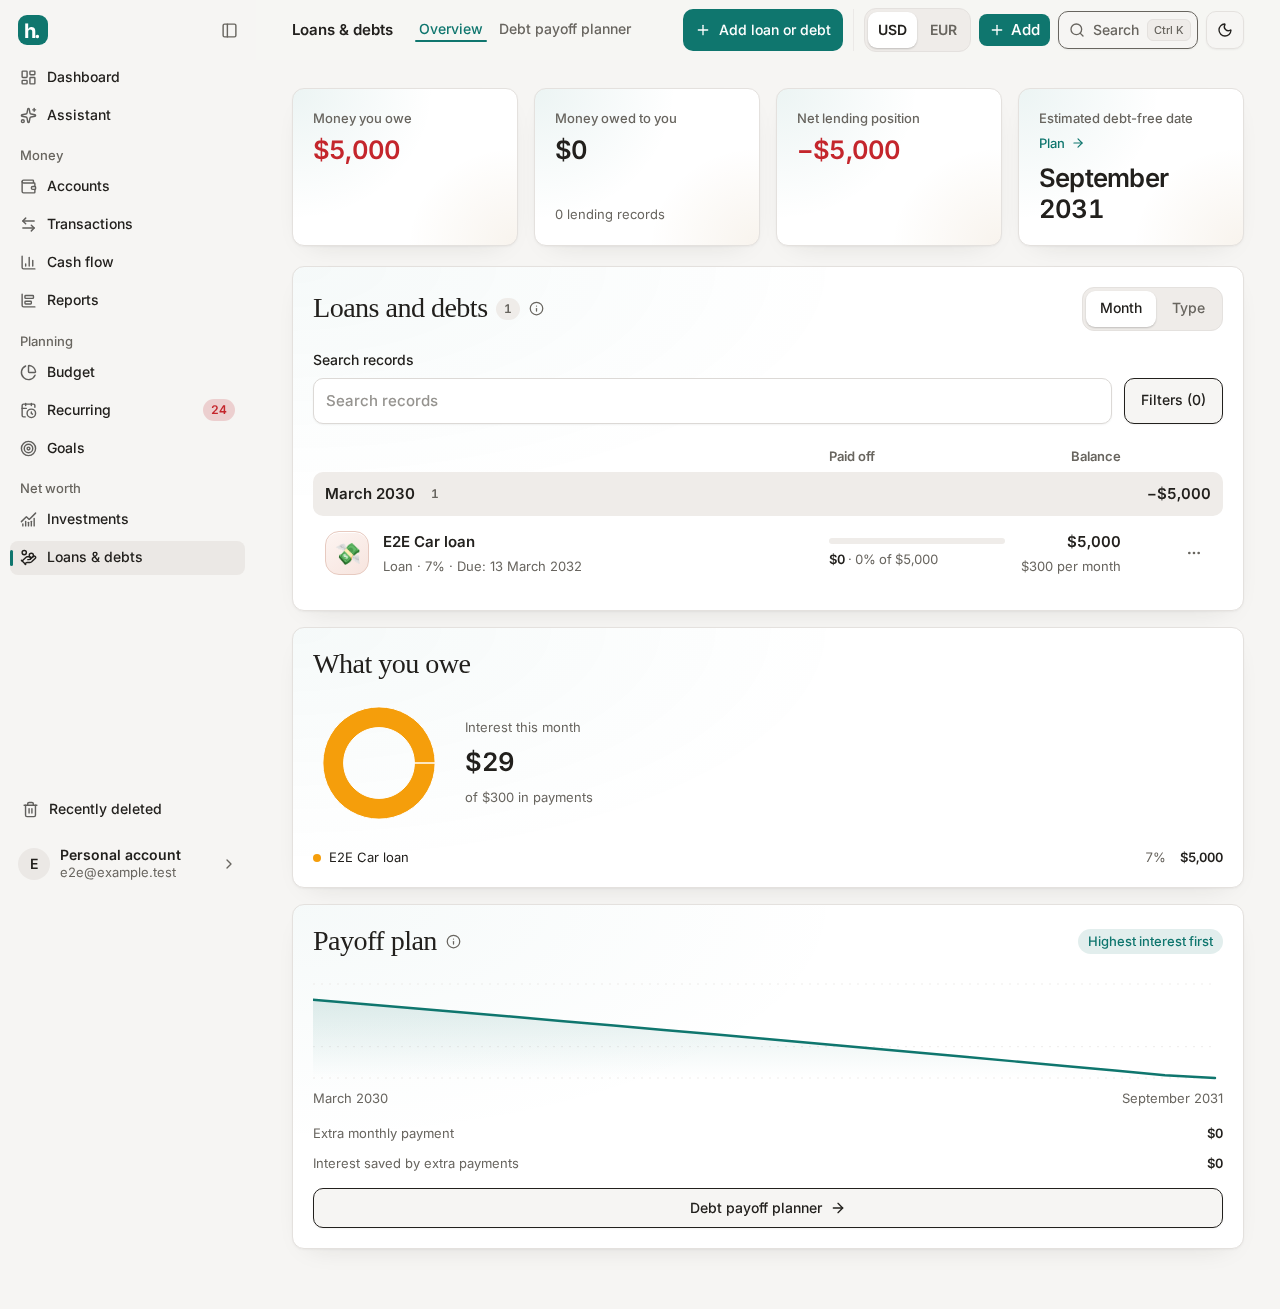 h.
Dashboard
Assistant
Money
Accounts
Transactions
Cash flow
Reports
Planning
Budget
Recurring 24
Goals
Net worth
Investments
Loans & debts
Recently deleted
E Personal account
e2e@example.test
Loans & debts Overview Debt payoff planner Add loan or debt USD EUR Add Search Ctrl K
Money you owe
$5,000
Money owed to you
$0
0 lending records
Net lending position
−$5,000
Estimated debt-free date
Plan →
September
2031
Loans and debts 1 Month Type
Search records
Search records Filters (0)
Paid off Balance
March 2030 1 −$5,000
E2E Car loan $5,000
Loan · 7% · Due: 13 March 2032 $0 · 0% of $5,000 $300 per month
What you owe
Interest this month
$29
of $300 in payments
E2E Car loan 7% $5,000
Payoff plan Highest interest first
March 2030 September 2031
Extra monthly payment $0
Interest saved by extra payments $0
Debt payoff planner →